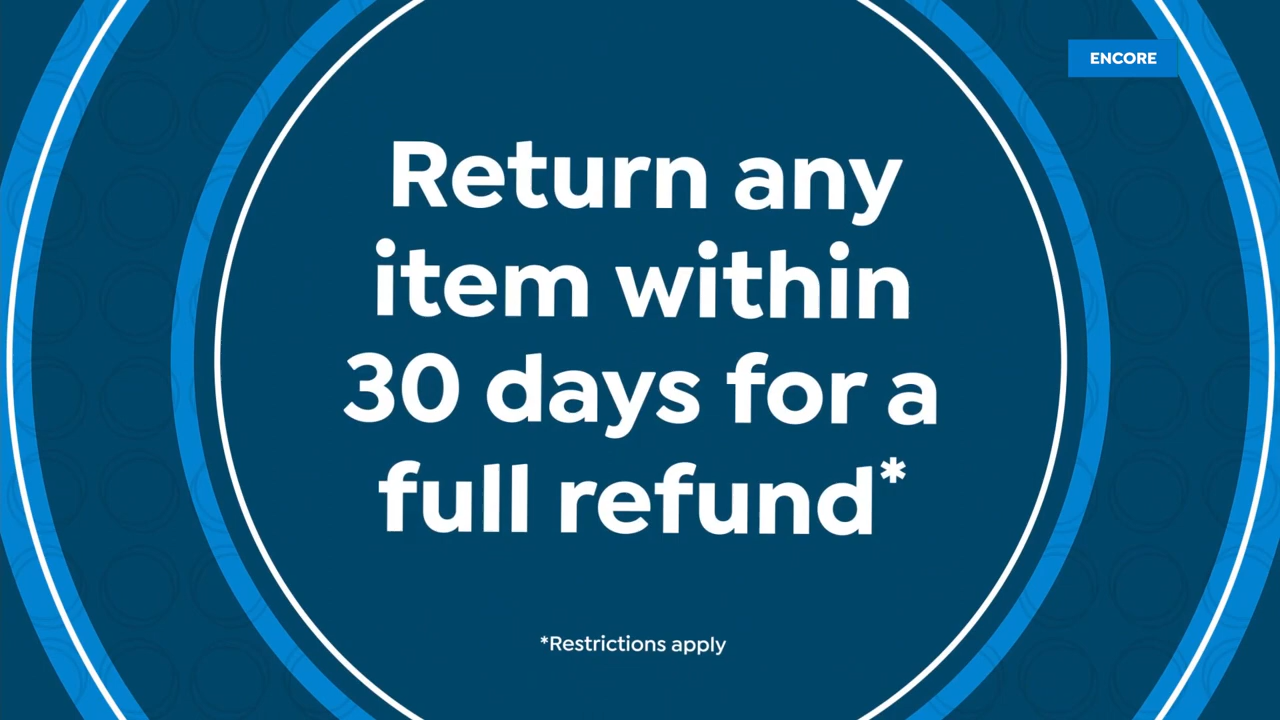 ENCORE
Return any
item within
30 days for a
full refund*
*Restrictions apply